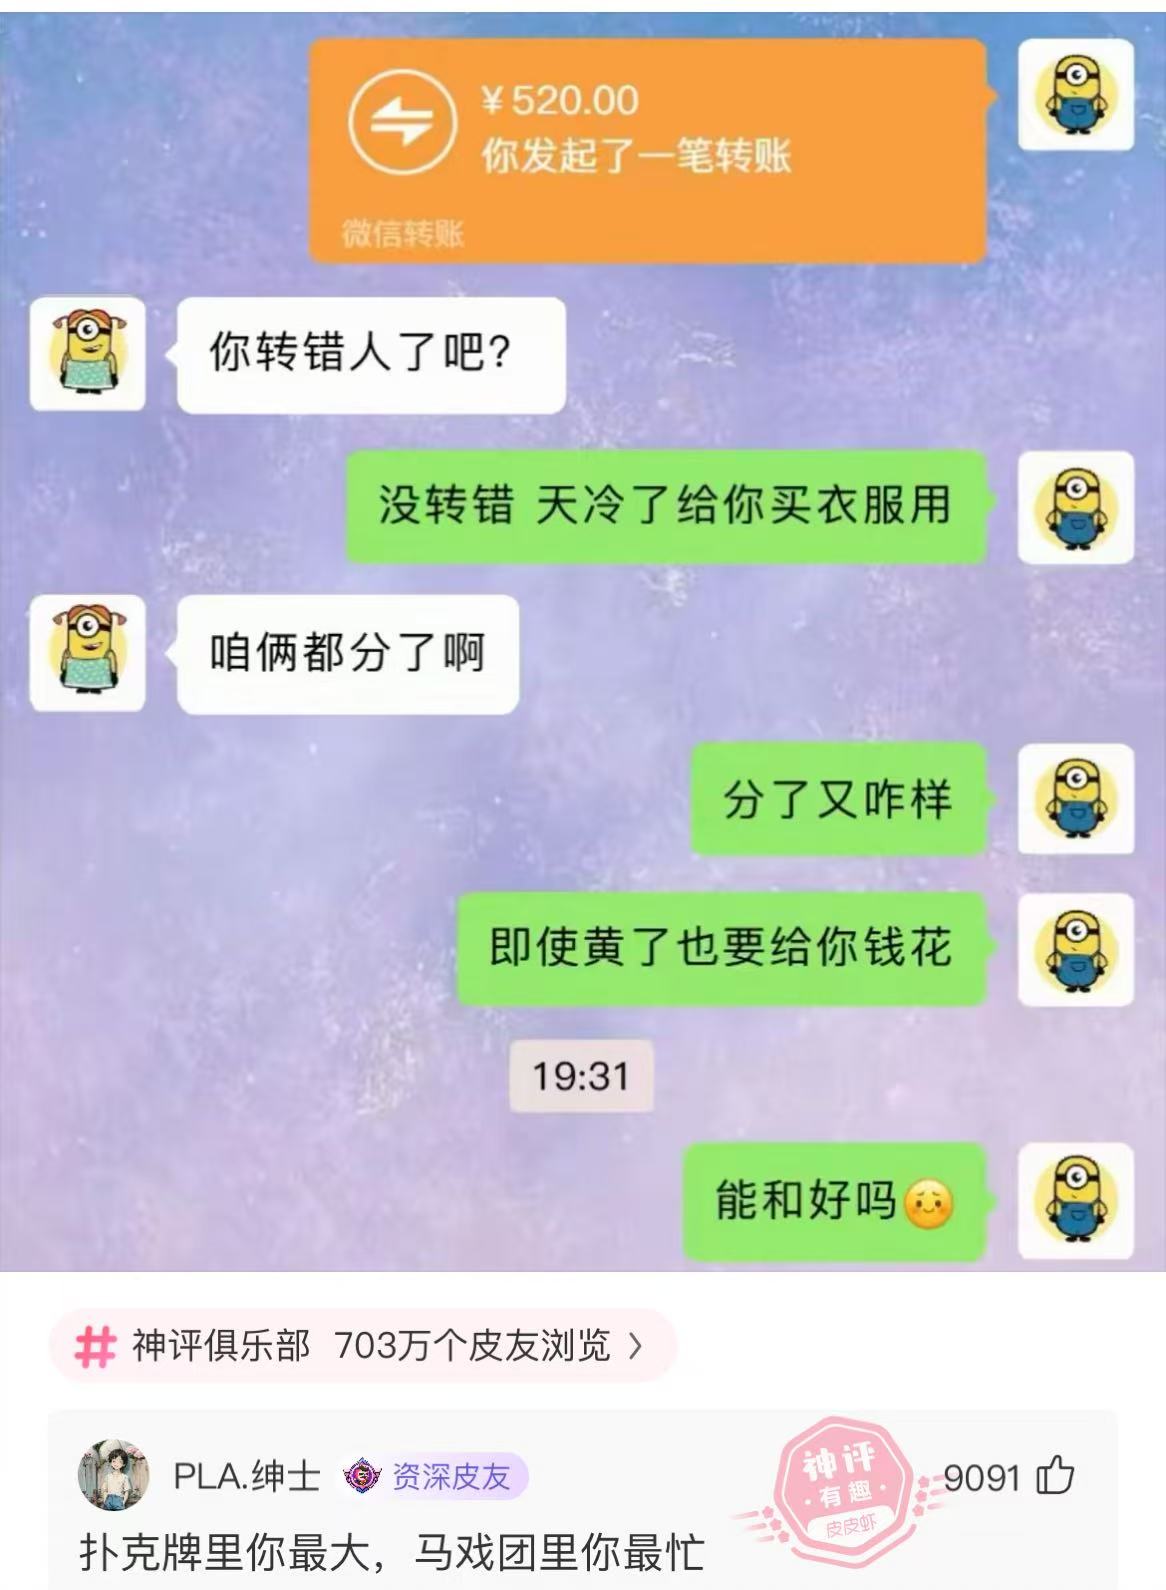 ¥520.00
你发起了一笔转账
微信转账
你转错人了吧?
没转错 天冷了给你买衣服用
咱俩都分了啊
分了又咋样
即使黄了也要给你钱花
19:31
能和好吗🥺
# 神评俱乐部 703万个皮友浏览 >
PLA.绅士 资深皮友
神评
·有趣·
皮皮虾
9091
扑克牌里你最大，马戏团里你最忙